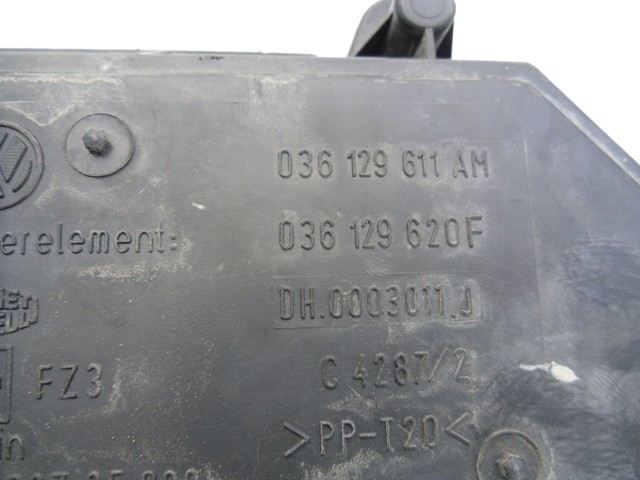 036 129 611 AM
erelement: 036 129 620F
DH.0003011.J
FZ3 C 4287/2
>PP-T20<